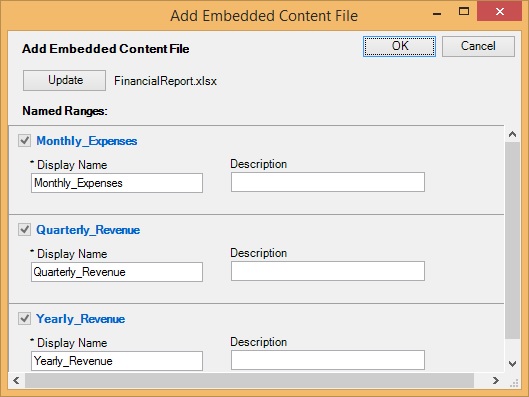 Add Embedded Content File
Add Embedded Content File
OK
Cancel
Update
FinancialReport.xlsx
Named Ranges:
Monthly_Expenses
* Display Name
Description
Monthly_Expenses
Quarterly_Revenue
* Display Name
Description
Quarterly_Revenue
Yearly_Revenue
* Display Name
Description
Yearly_Revenue